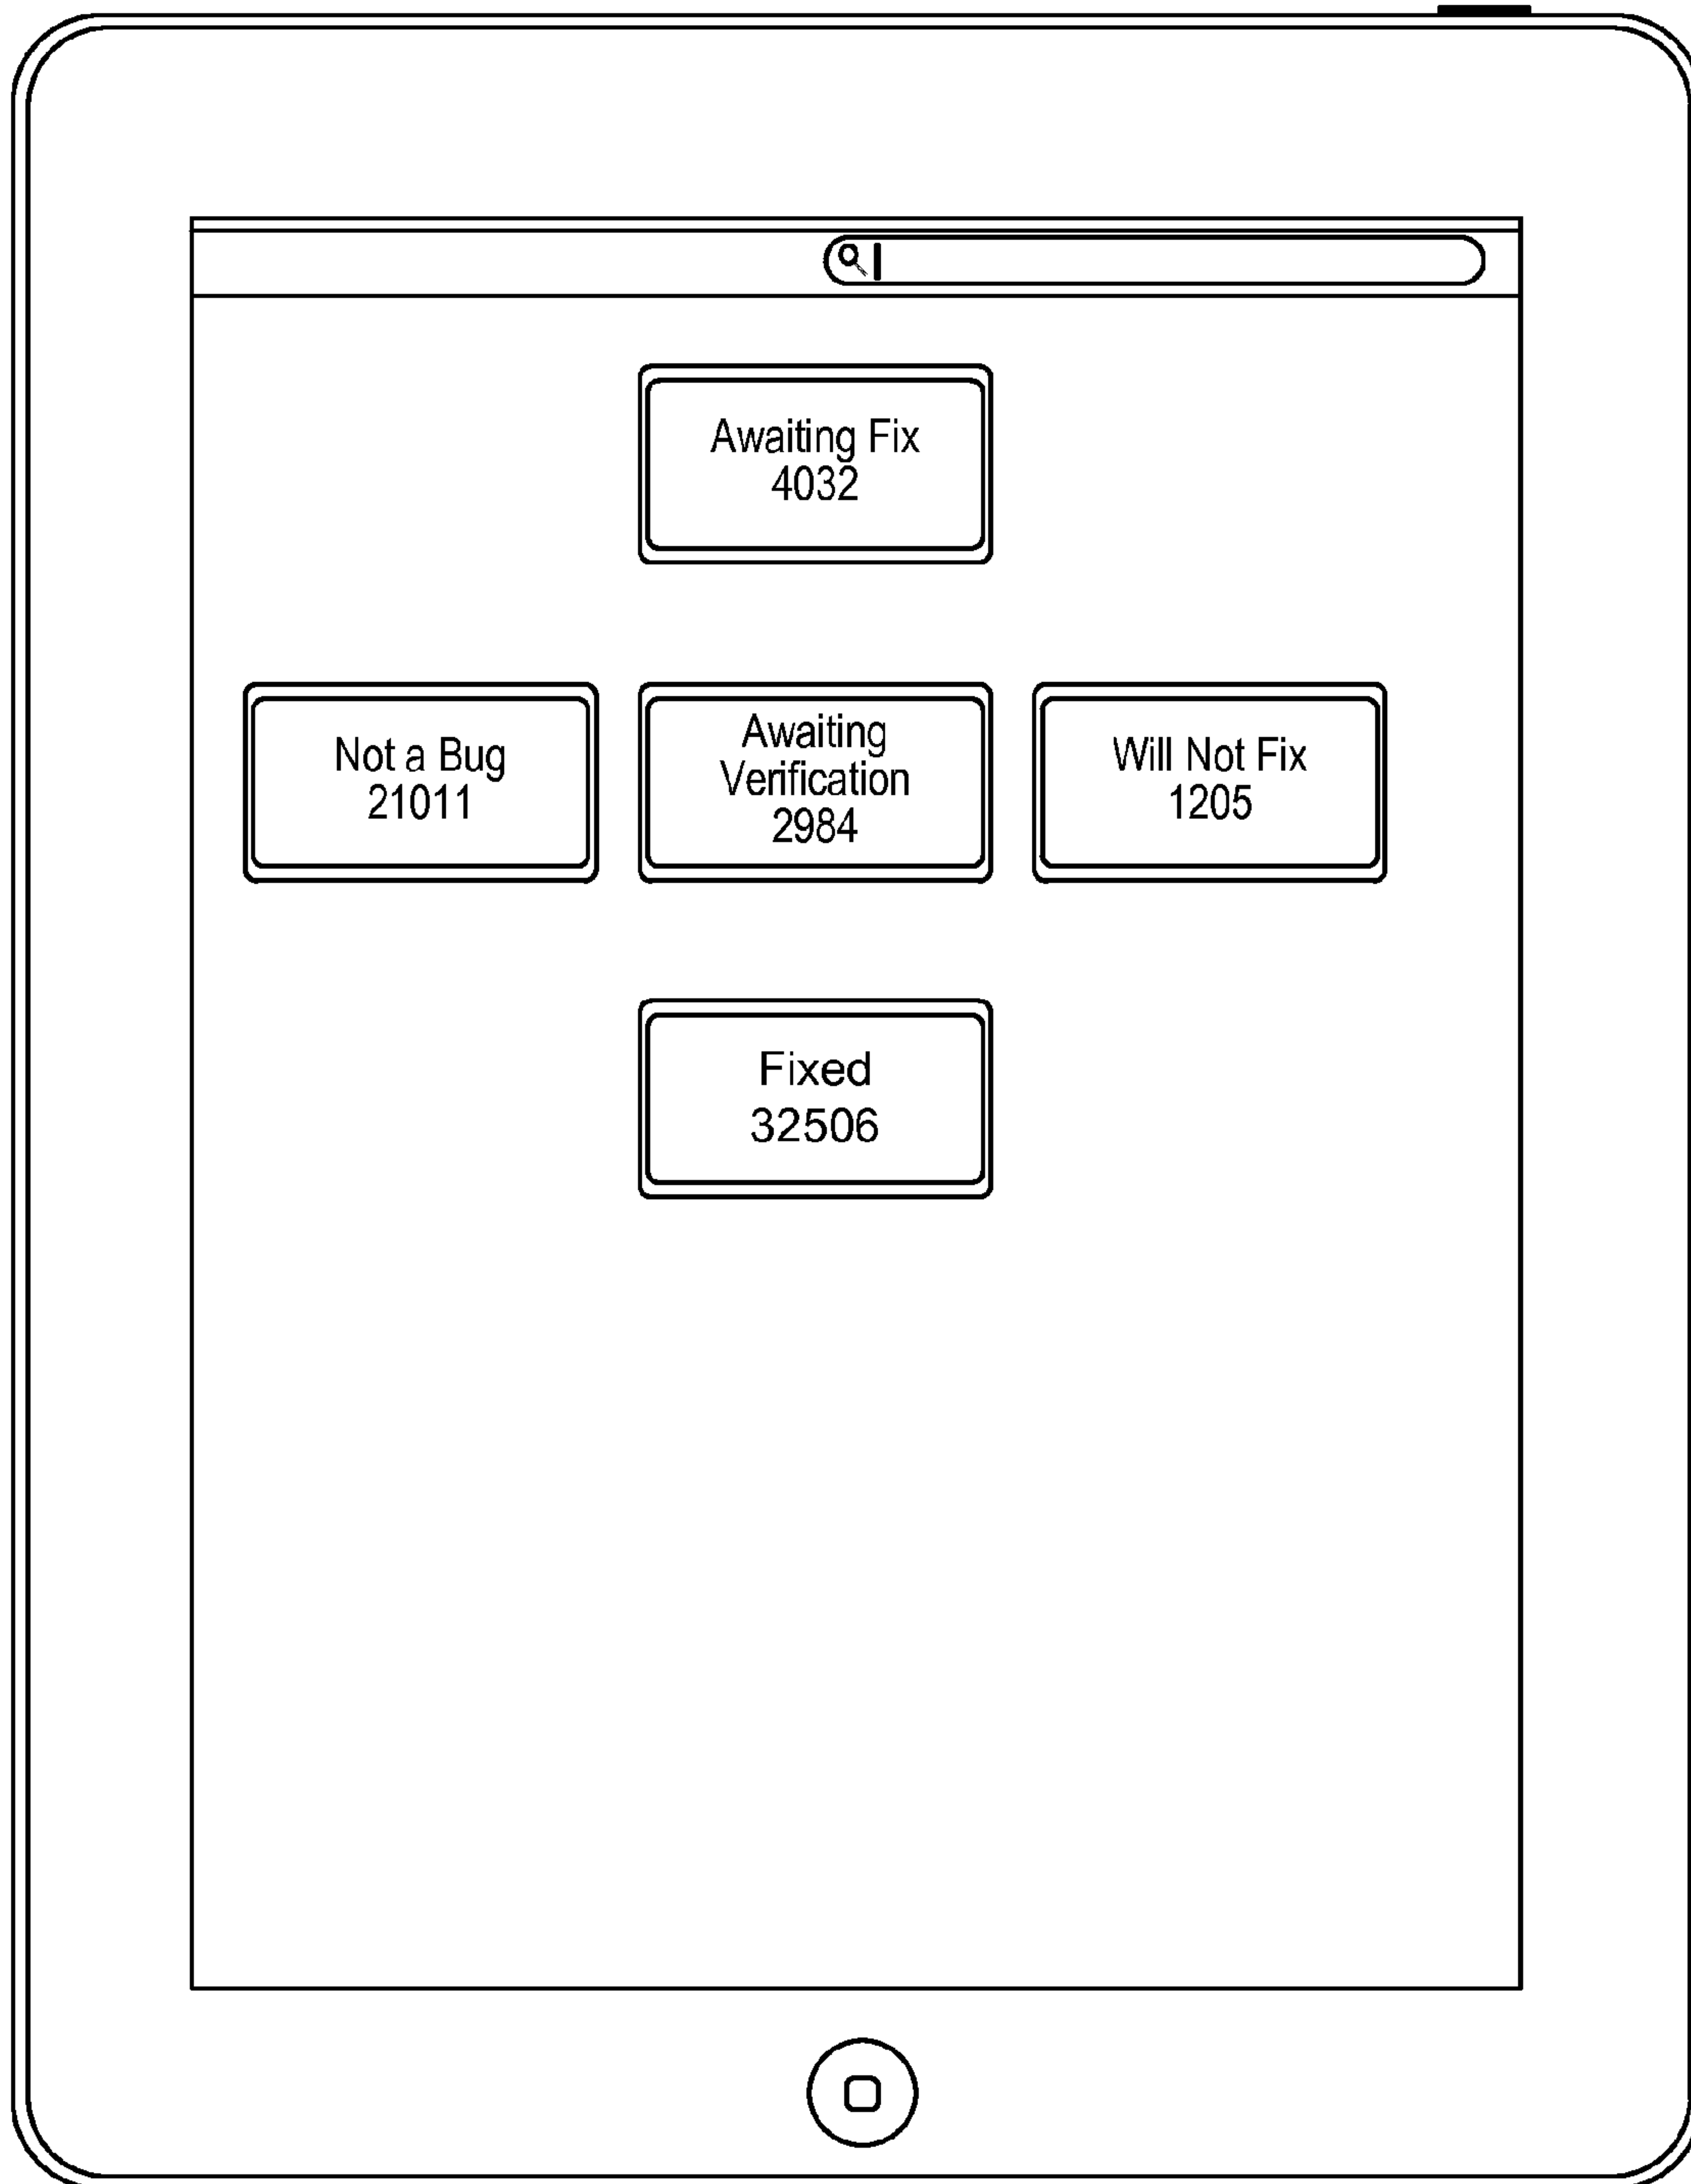 Awaiting Fix
4032
Not a Bug
21011
Awaiting
Verification
2984
Will Not Fix
1205
Fixed
32506